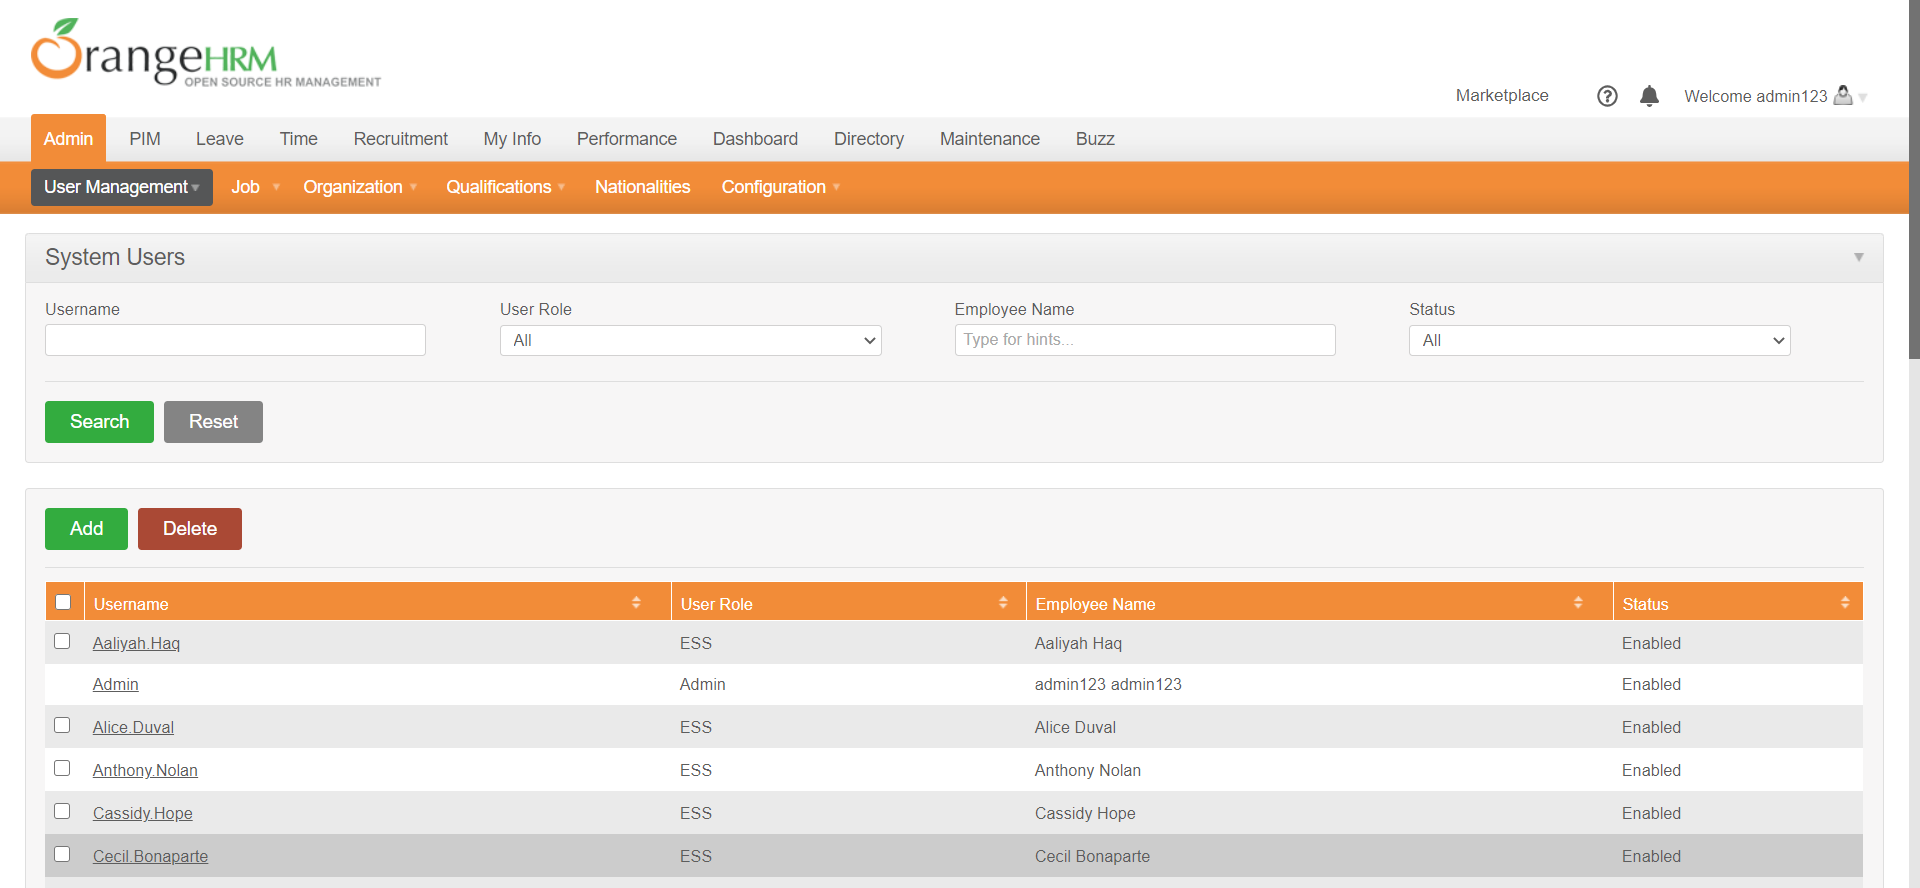 OrangeHRM
OPEN SOURCE HR MANAGEMENT
Marketplace Welcome admin123
Admin PIM Leave Time Recruitment My Info Performance Dashboard Directory Maintenance Buzz
User Management Job Organization Qualifications Nationalities Configuration
System Users
Username User Role Employee Name Status
All Type for hints... All
Search Reset
Add Delete
Username User Role Employee Name Status
Aaliyah.Haq ESS Aaliyah Haq Enabled
Admin Admin admin123 admin123 Enabled
Alice.Duval ESS Alice Duval Enabled
Anthony.Nolan ESS Anthony Nolan Enabled
Cassidy.Hope ESS Cassidy Hope Enabled
Cecil.Bonaparte ESS Cecil Bonaparte Enabled